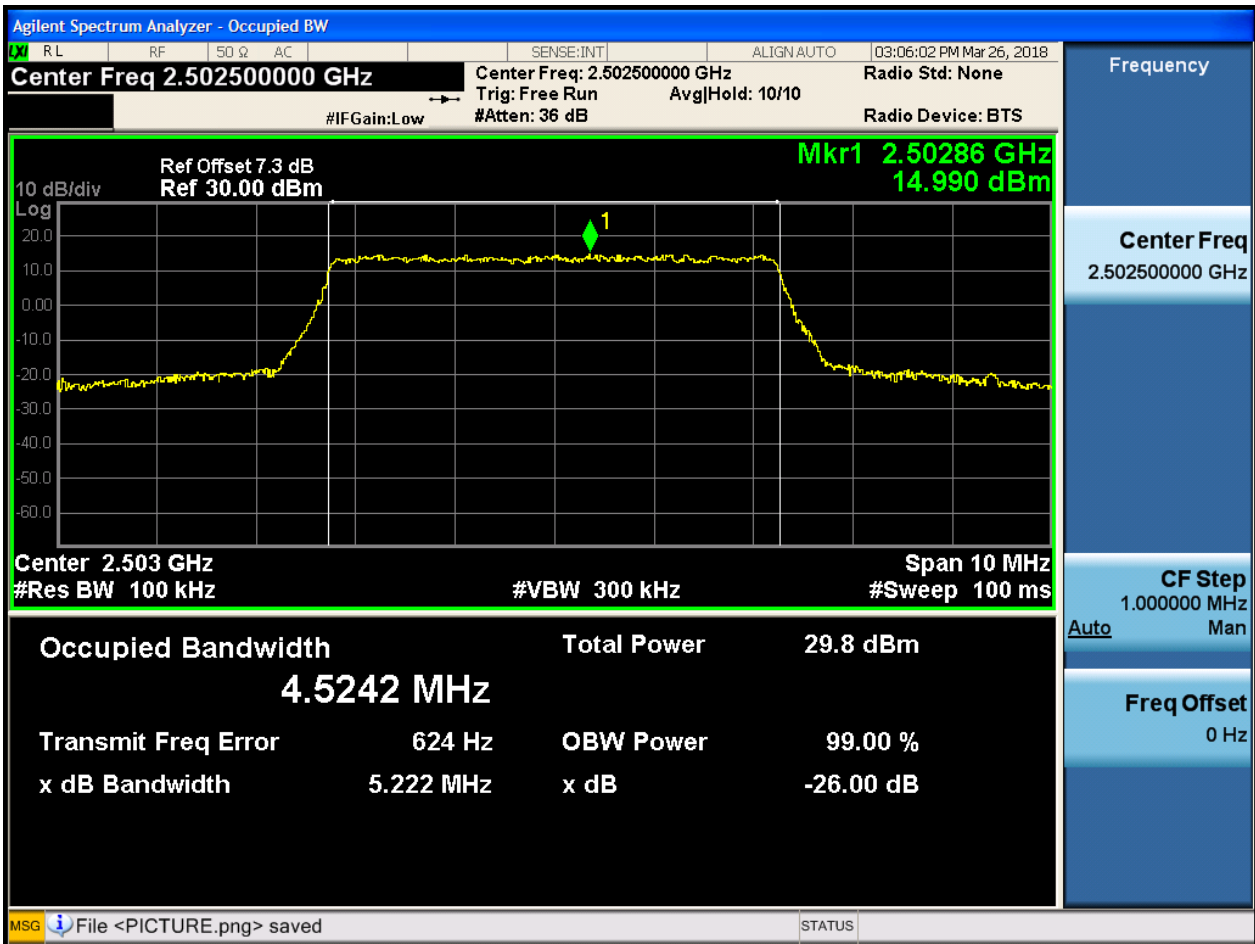 Agilent Spectrum Analyzer - Occupied BW
LXI RL RF 50 Ω AC SENSE:INT ALIGN AUTO 03:06:02 PM Mar 26, 2018
Center Freq 2.502500000 GHz
Center Freq: 2.502500000 GHz
Radio Std: None
Trig: Free Run Avg|Hold: 10/10
#IFGain:Low
#Atten: 36 dB
Radio Device: BTS
Frequency
Mkr1 2.50286 GHz
14.990 dBm
Ref Offset 7.3 dB
10 dB/div Ref 30.00 dBm
Log
1
20.0
10.0
0.00
-10.0
-20.0
-30.0
-40.0
-50.0
-60.0
Center 2.503 GHz Span 10 MHz
#Res BW 100 kHz #VBW 300 kHz #Sweep 100 ms
Center Freq
2.502500000 GHz
CF Step
1.000000 MHz
Auto Man
Freq Offset
0 Hz
Occupied Bandwidth Total Power 29.8 dBm
4.5242 MHz
Transmit Freq Error 624 Hz OBW Power 99.00 %
x dB Bandwidth 5.222 MHz x dB -26.00 dB
MSG File <PICTURE.png> saved STATUS